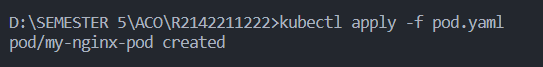 D:\SEMESTER 5\ACO\R2142211222>kubectl apply -f pod.yaml
pod/my-nginx-pod created